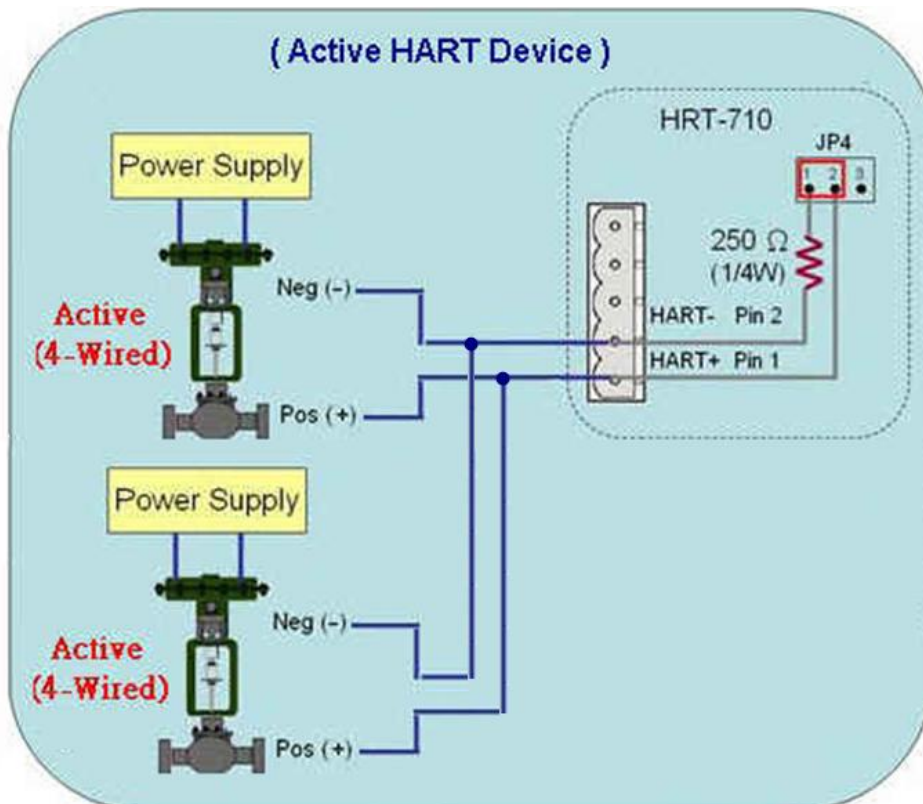 ( Active HART Device )
Power Supply
HRT-710
JP4
1 2 3
250 Ω
(1/4W)
Neg (-)
Active
(4-Wired)
HART- Pin 2
HART+ Pin 1
Pos (+)
Power Supply
Neg (-)
Active
(4-Wired)
Pos (+)